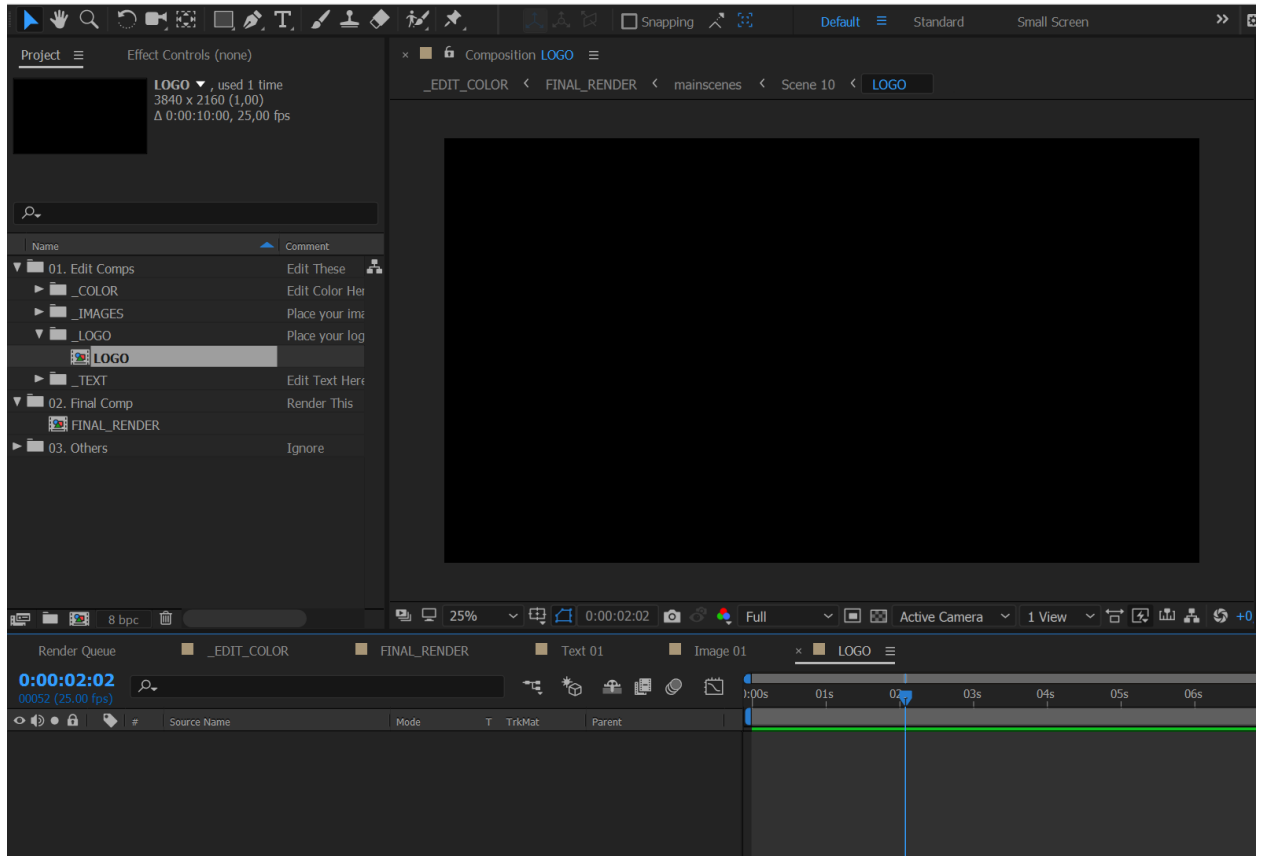 Snapping Default Standard Small Screen
Project Effect Controls (none)
LOGO , used 1 time
3840 x 2160 (1,00)
Δ 0:00:10:00, 25,00 fps
Composition LOGO
_EDIT_COLOR FINAL_RENDER mainscenes Scene 10 LOGO
Name Comment
01. Edit Comps Edit These
_COLOR Edit Color Her
_IMAGES Place your ima
_LOGO Place your log
LOGO
_TEXT Edit Text Here
02. Final Comp Render This
FINAL_RENDER
03. Others Ignore
8 bpc
25% 0:00:02:02 Full Active Camera 1 View +0
Render Queue _EDIT_COLOR FINAL_RENDER Text 01 Image 01 LOGO
0:00:02:02
00052 (25.00 fps)
):00s 01s 02s 03s 04s 05s 06s
# Source Name Mode T TrkMat Parent